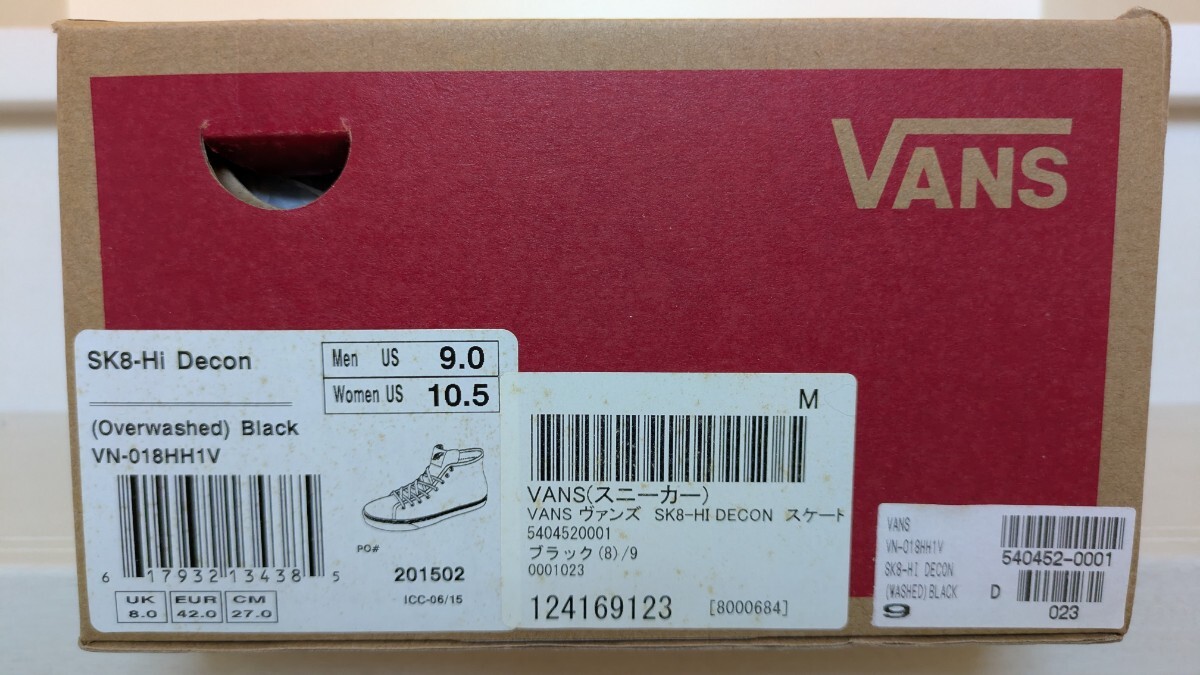 VANS
SK8-Hi Decon
Men US 9.0
Women US 10.5
(Overwashed) Black
VN-018HH1V
PO#
6 17932 13438 5
201502
ICC-06/15
UK EUR CM
8.0 42.0 27.0
M
VANS(スニーカー)
VANS ヴァンズ SK8-HI DECON スケート
5404520001
ブラック(8)/9
0001023
124169123 [8000684]
VANS
VN-018HH1V
540452-0001
SK8-HI DECON
(WASHED)BLACK D
9 023